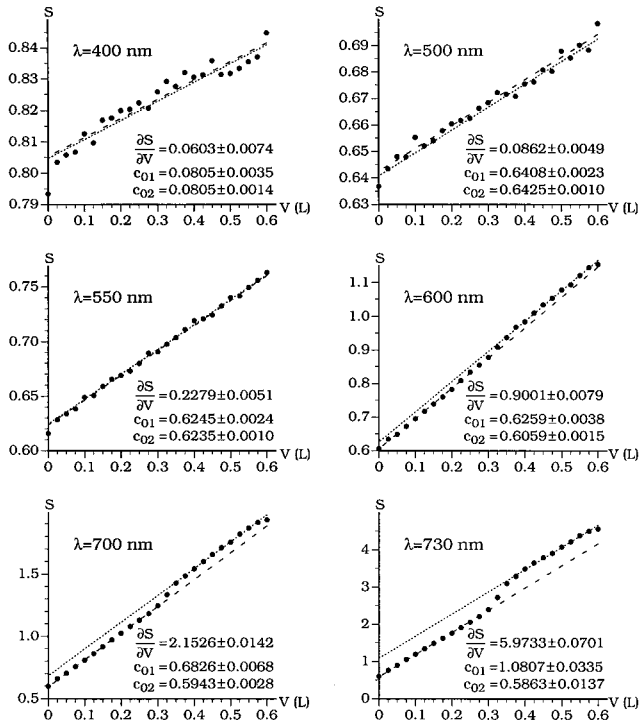 S
λ=400 nm
0.84
0.83
0.82
0.81
0.80
0.79
∂S/∂V =0.0603±0.0074
c01 =0.0805±0.0035
c02 =0.0805±0.0014
0 0.1 0.2 0.3 0.4 0.5 0.6 V (L)
S
λ=500 nm
0.69
0.68
0.66
0.65
0.64
0.63
∂S/∂V =0.0862±0.0049
c01 =0.6408±0.0023
c02 =0.6425±0.0010
0 0.1 0.2 0.3 0.4 0.5 0.6 V (L)
S
λ=550 nm
0.75
0.70
0.65
0.60
∂S/∂V =0.2279±0.0051
c01 =0.6245±0.0024
c02 =0.6235±0.0010
0 0.1 0.2 0.3 0.4 0.5 0.6 V (L)
S
λ=600 nm
1.1
1.0
0.9
0.8
0.7
0.6
∂S/∂V =0.9001±0.0079
c01 =0.6259±0.0038
c02 =0.6059±0.0015
0 0.1 0.2 0.3 0.4 0.5 0.6 V (L)
S
λ=700 nm
1.5
1.0
0.5
∂S/∂V =2.1526±0.0142
c01 =0.6826±0.0068
c02 =0.5943±0.0028
0 0.1 0.2 0.3 0.4 0.5 0.6 V (L)
S
λ=730 nm
4
3
2
1
0
∂S/∂V =5.9733±0.0701
c01 =1.0807±0.0335
c02 =0.5863±0.0137
0 0.1 0.2 0.3 0.4 0.5 0.6 V (L)